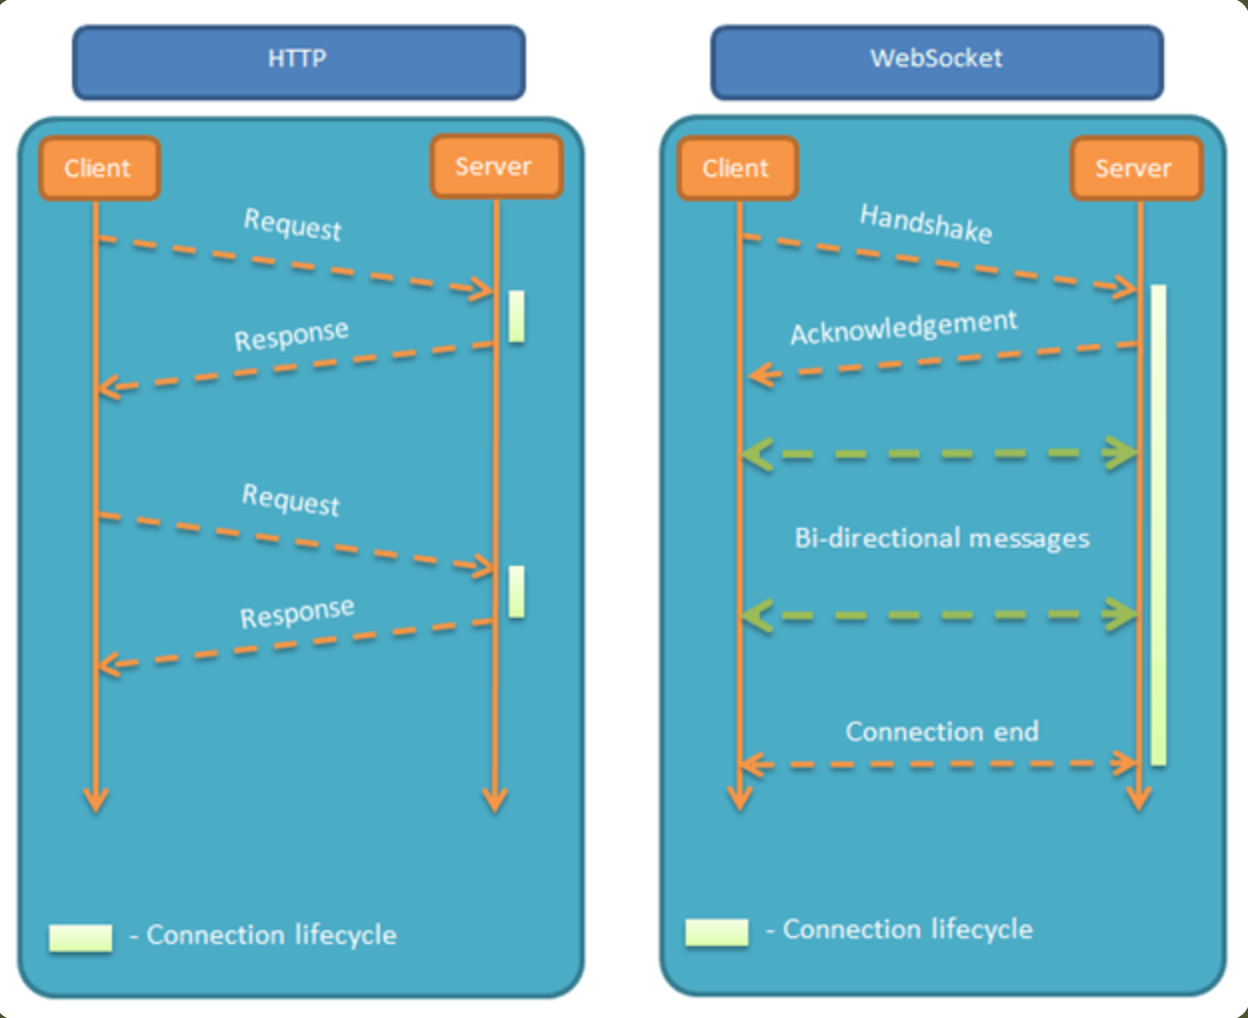 HTTP
Client
Server
Request
Response
Request
Response
- Connection lifecycle
WebSocket
Client
Server
Handshake
Acknowledgement
Bi-directional messages
Connection end
- Connection lifecycle